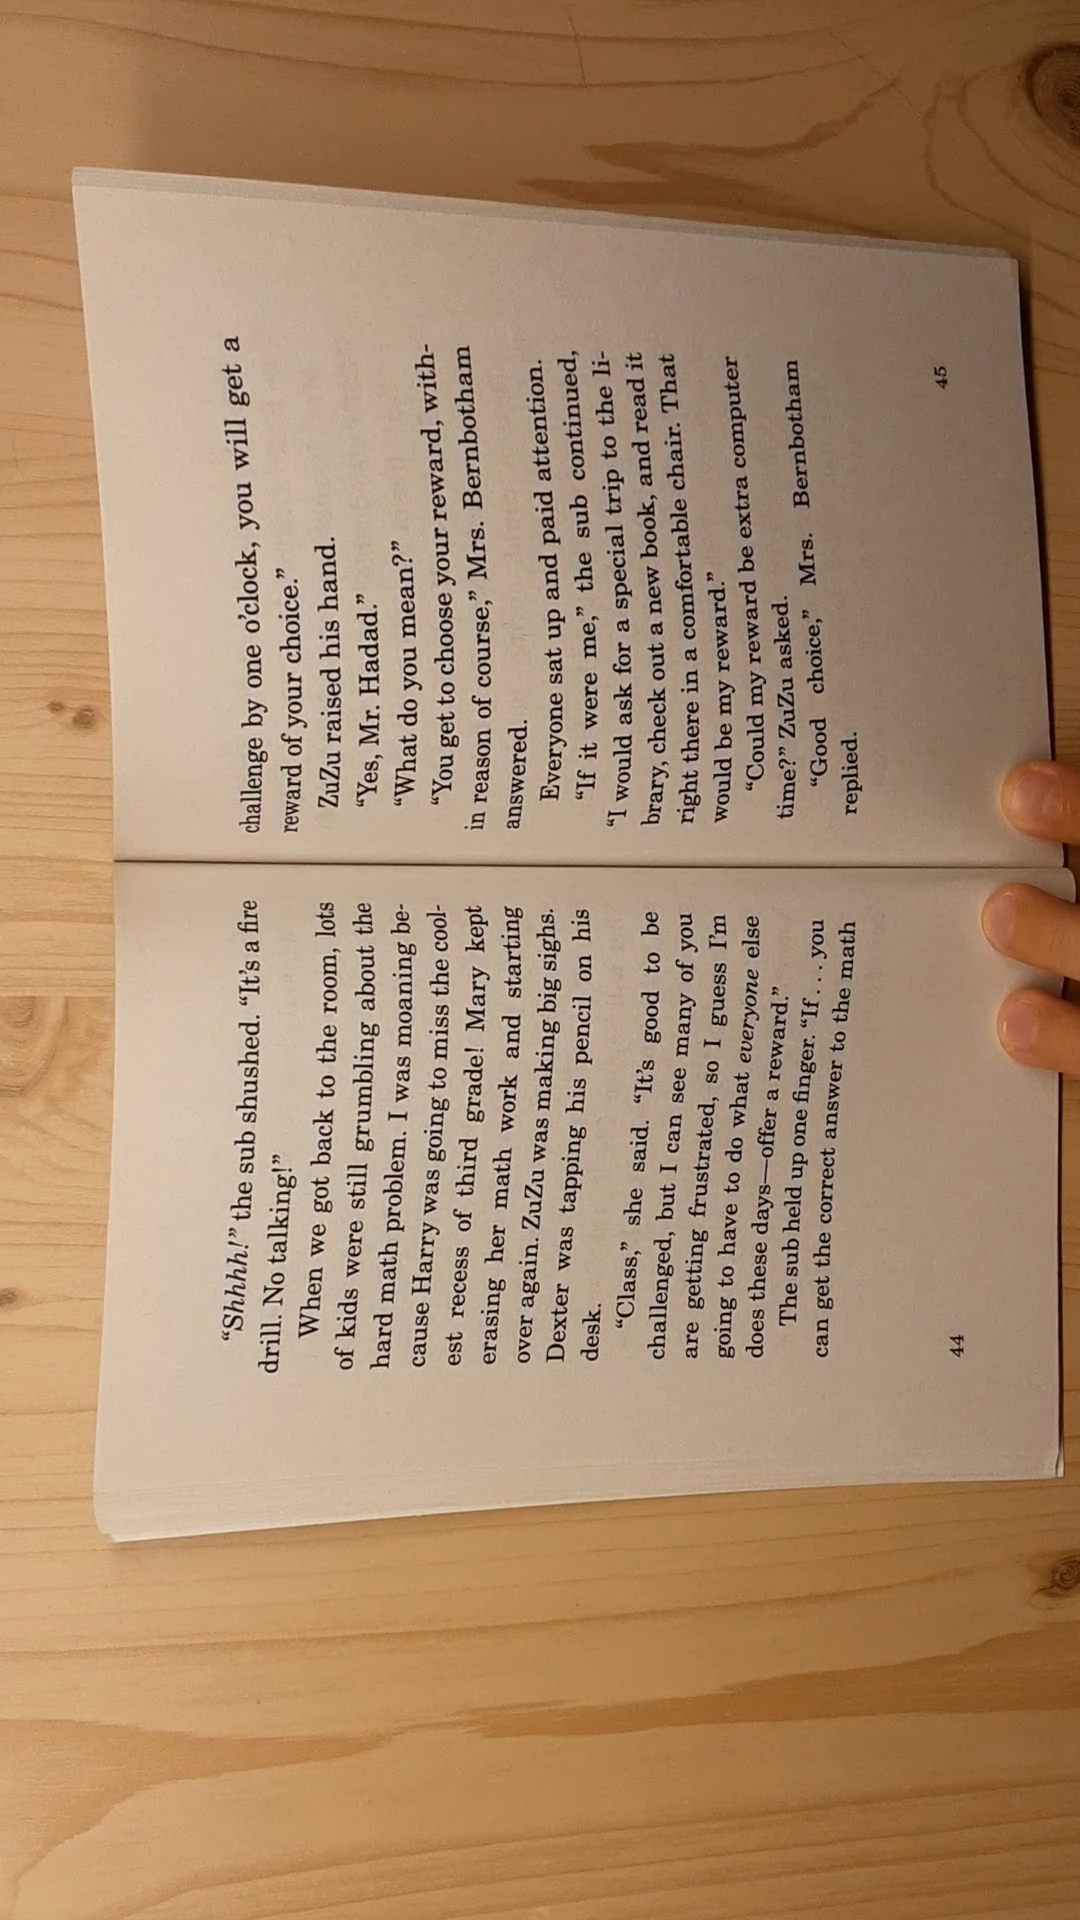 “Shhhh!” the sub shushed. “It’s a fire
drill. No talking!”
When we got back to the room, lots
of kids were still grumbling about the
hard math problem. I was moaning be-
cause Harry was going to miss the cool-
est recess of third grade! Mary kept
erasing her math work and starting
over again. ZuZu was making big sighs.
Dexter was tapping his pencil on his
desk.
“Class,” she said. “It’s good to be
challenged, but I can see many of you
are getting frustrated, so I guess I’m
going to have to do what everyone else
does these days—offer a reward.”
The sub held up one finger. “If . . . you
can get the correct answer to the math
44
challenge by one o’clock, you will get a
reward of your choice.”
ZuZu raised his hand.
“Yes, Mr. Hadad.”
“What do you mean?”
“You get to choose your reward, with-
in reason of course,” Mrs. Bernbotham
answered.
Everyone sat up and paid attention.
“If it were me,” the sub continued,
“I would ask for a special trip to the li-
brary, check out a new book, and read it
right there in a comfortable chair. That
would be my reward.”
“Could my reward be extra computer
time?” ZuZu asked.
“Good choice,” Mrs. Bernbotham
replied.
45